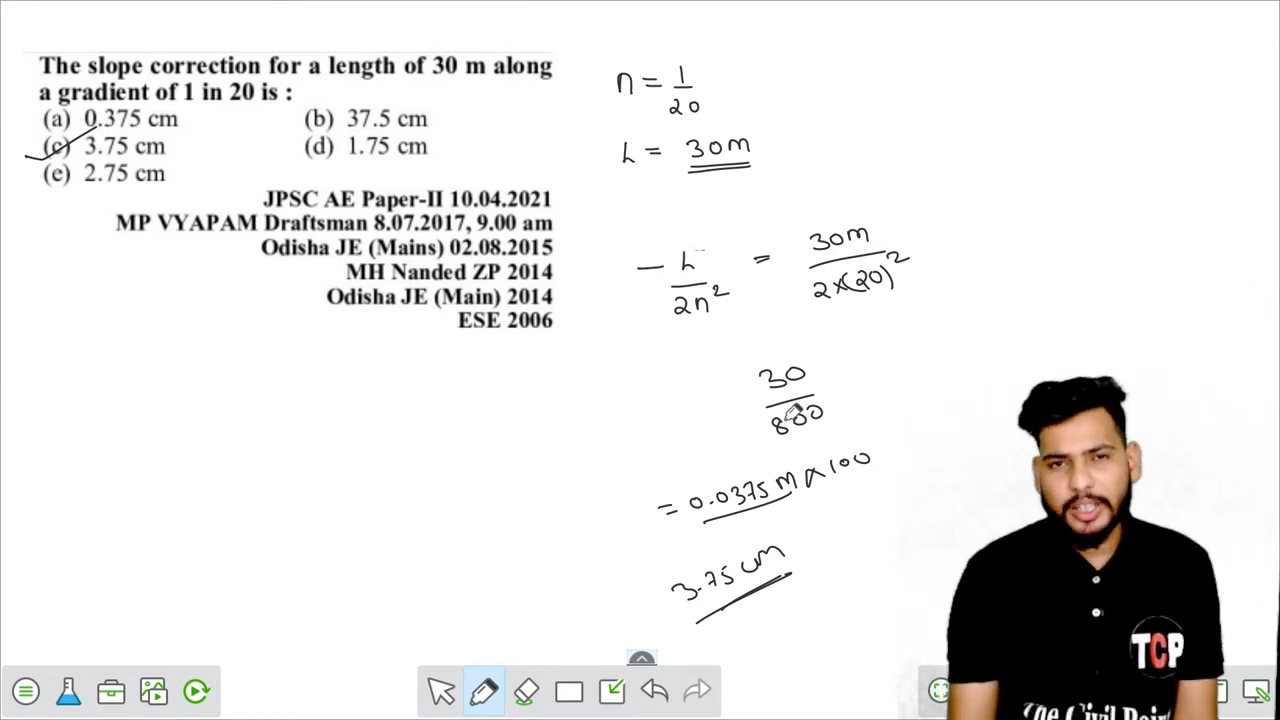 The slope correction for a length of 30 m along
a gradient of 1 in 20 is :
(a) 0.375 cm (b) 37.5 cm
(c) 3.75 cm (d) 1.75 cm
(e) 2.75 cm
JPSC AE Paper-II 10.04.2021
MP VYAPAM Draftsman 8.07.2017, 9.00 am
Odisha JE (Mains) 02.08.2015
MH Nanded ZP 2014
Odisha JE (Main) 2014
ESE 2006
n = 1/20
L = 30m
- L/2n² = 30m/2×(20)²
30/800
= 0.0375 m × 100
3.75 cm
TCP
The Civil Point